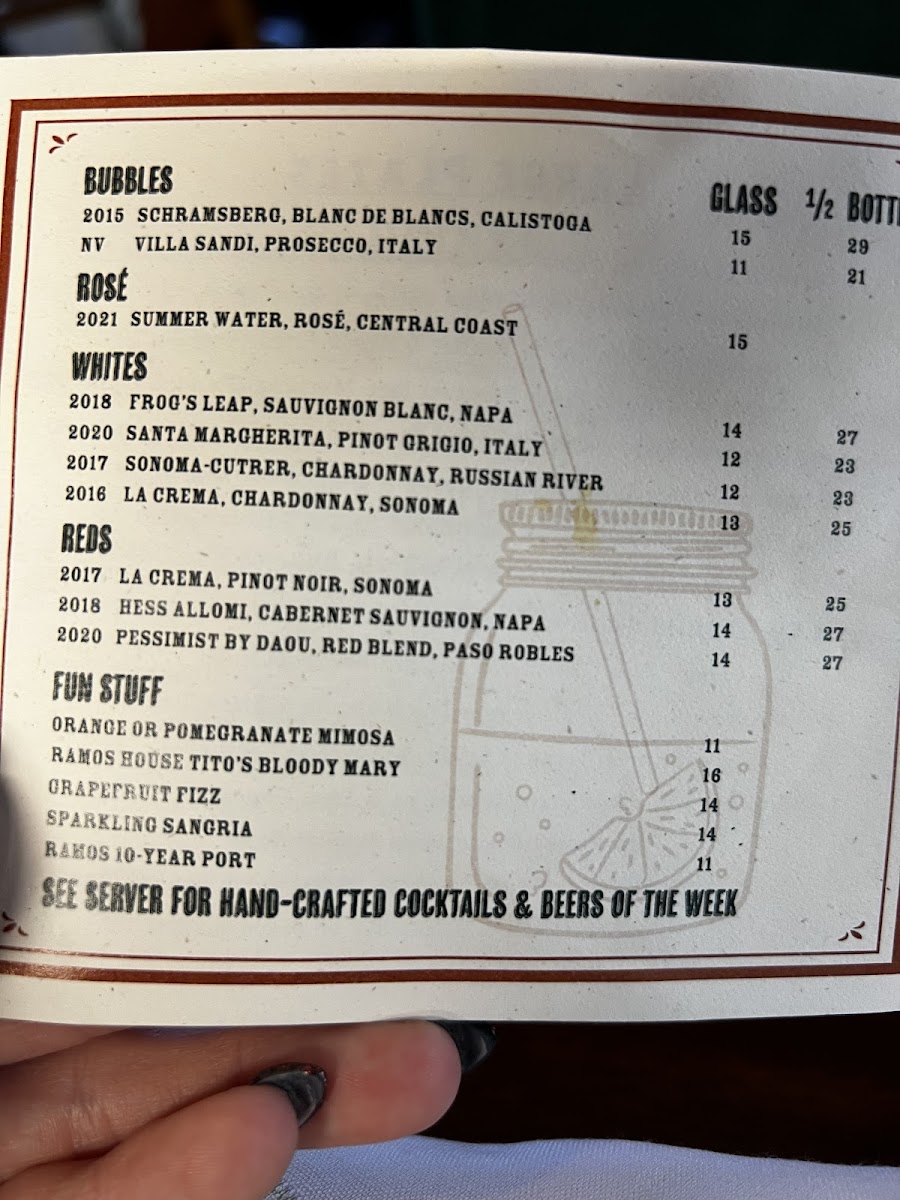 BUBBLES GLASS 1/2 BOTT
2015 SCHRAMSBERG, BLANC DE BLANCS, CALISTOGA 15 29
NV VILLA SANDI, PROSECCO, ITALY 11 21
ROSÉ
2021 SUMMER WATER, ROSÉ, CENTRAL COAST 15
WHITES
2018 FROG'S LEAP, SAUVIGNON BLANC, NAPA 14 27
2020 SANTA MARGHERITA, PINOT GRIGIO, ITALY 12 23
2017 SONOMA-CUTRER, CHARDONNAY, RUSSIAN RIVER 12 23
2016 LA CREMA, CHARDONNAY, SONOMA 13 25
REDS
2017 LA CREMA, PINOT NOIR, SONOMA 13 25
2018 HESS ALLOMI, CABERNET SAUVIGNON, NAPA 14 27
2020 PESSIMIST BY DAOU, RED BLEND, PASO ROBLES 14 27
FUN STUFF
ORANGE OR POMEGRANATE MIMOSA 11
RAMOS HOUSE TITO'S BLOODY MARY 16
GRAPEFRUIT FIZZ 14
SPARKLING SANGRIA 14
RAMOS 10-YEAR PORT 11
SEE SERVER FOR HAND-CRAFTED COCKTAILS & BEERS OF THE WEEK